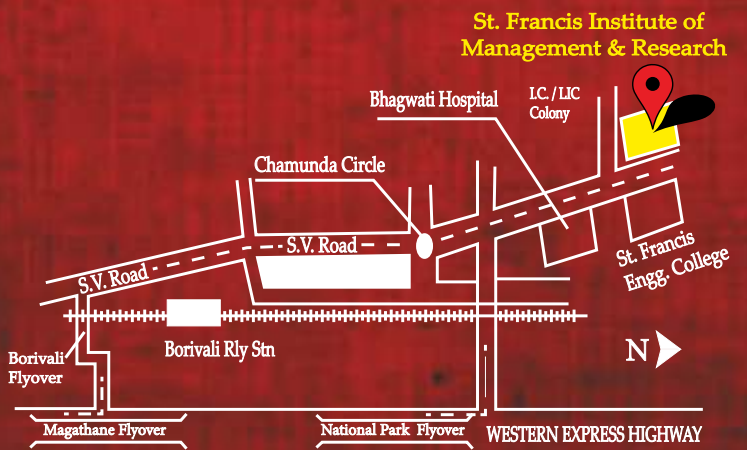 St. Francis Institute of
Management & Research
I.C. / LIC
Colony
Bhagwati Hospital
Chamunda Circle
S.V. Road
S.V. Road
St. Francis
Engg. College
Borivali Rly Stn
N
Borivali
Flyover
Magathane Flyover
National Park Flyover
WESTERN EXPRESS HIGHWAY